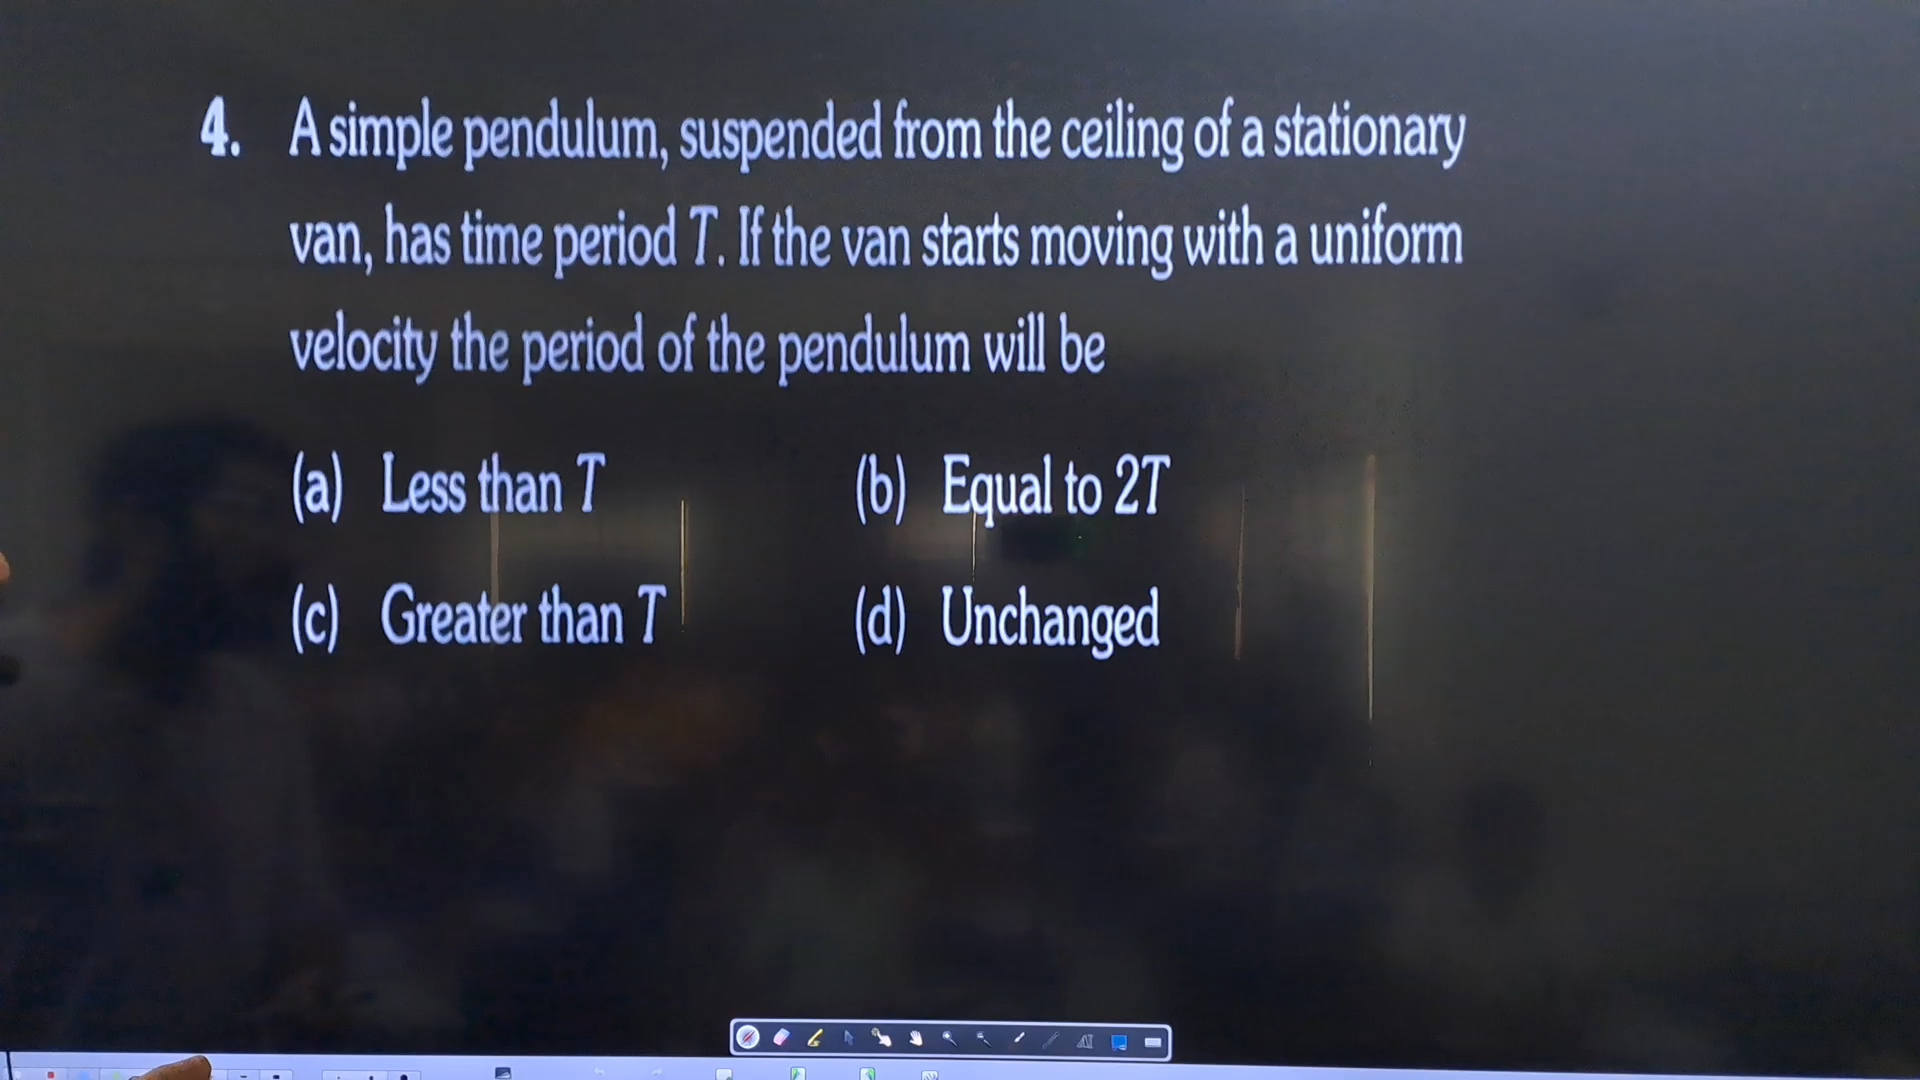 4. A simple pendulum, suspended from the ceiling of a stationary
van, has time period T. If the van starts moving with a uniform
velocity the period of the pendulum will be
(a) Less than T (b) Equal to 2T
(c) Greater than T (d) Unchanged